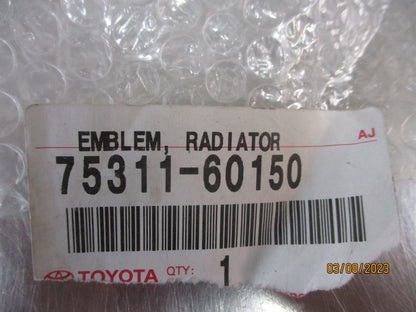 EMBLEM, RADIATOR AJ
75311-60150
TOYOTA QTY: 1
03/08/2023